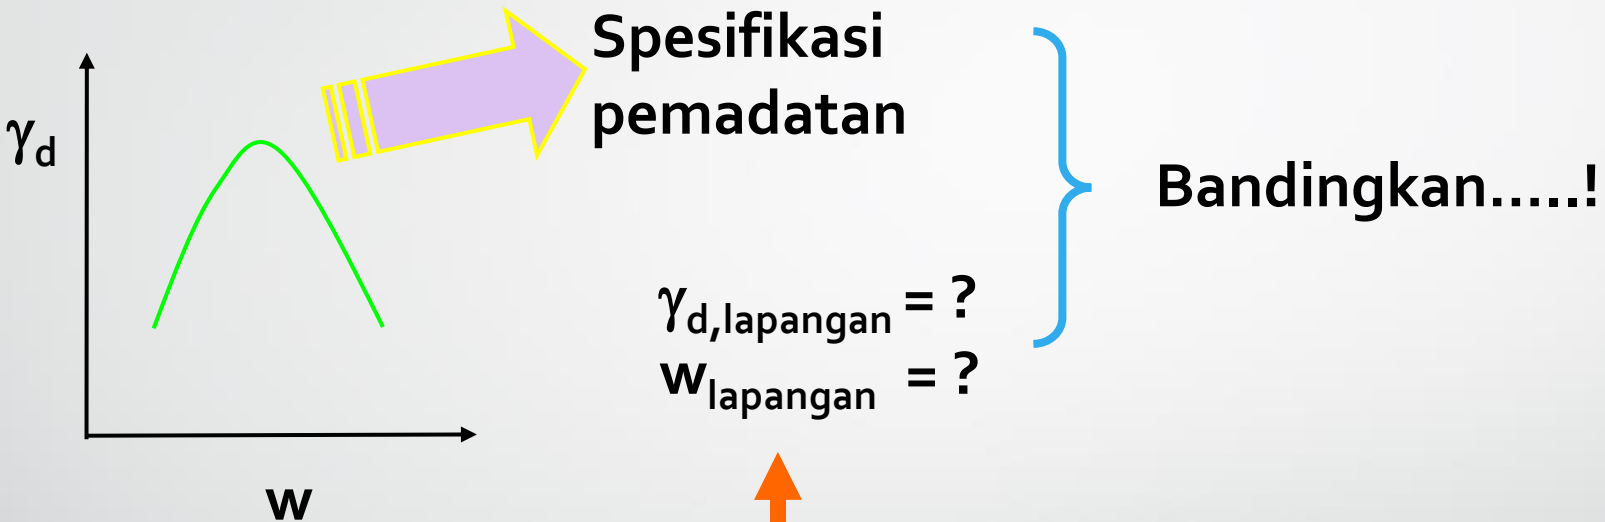 γd
w
Spesifikasi
pemadatan
γd,lapangan = ?
wlapangan = ?
Bandingkan.....!